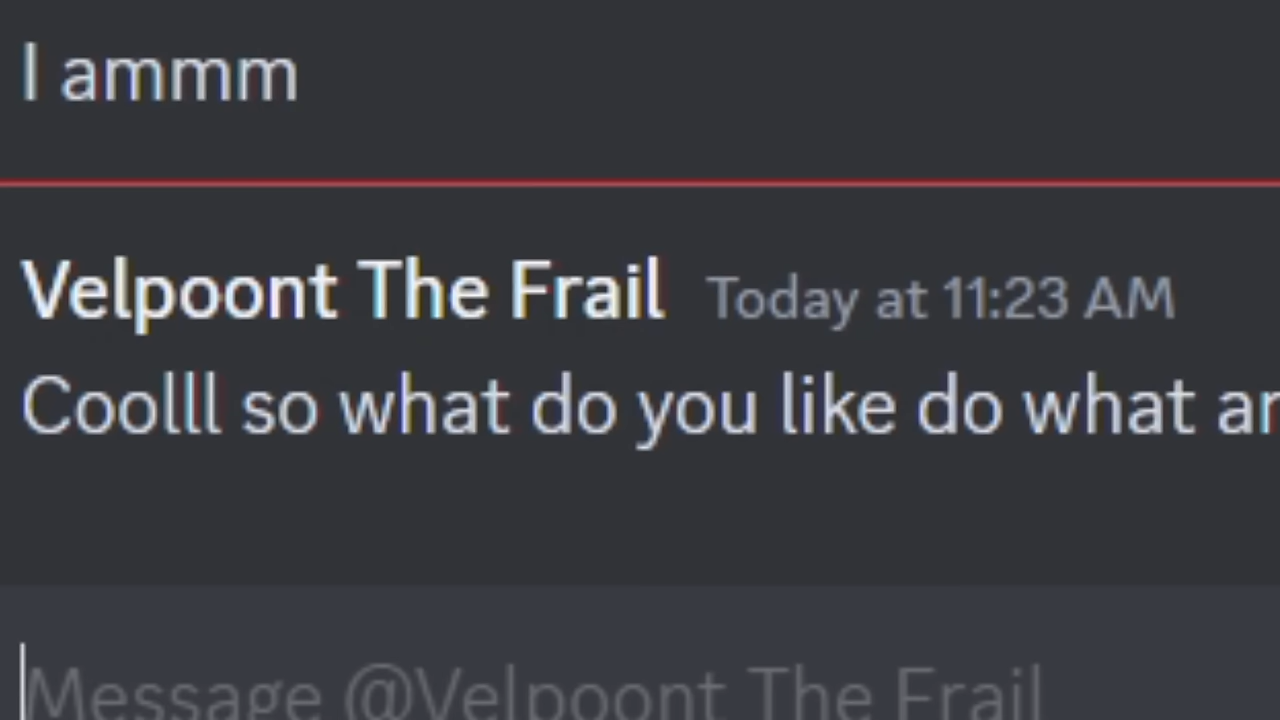 I ammm
Velpoont The Frail Today at 11:23 AM
Coolll so what do you like do what
Message @Velpoont The Frail